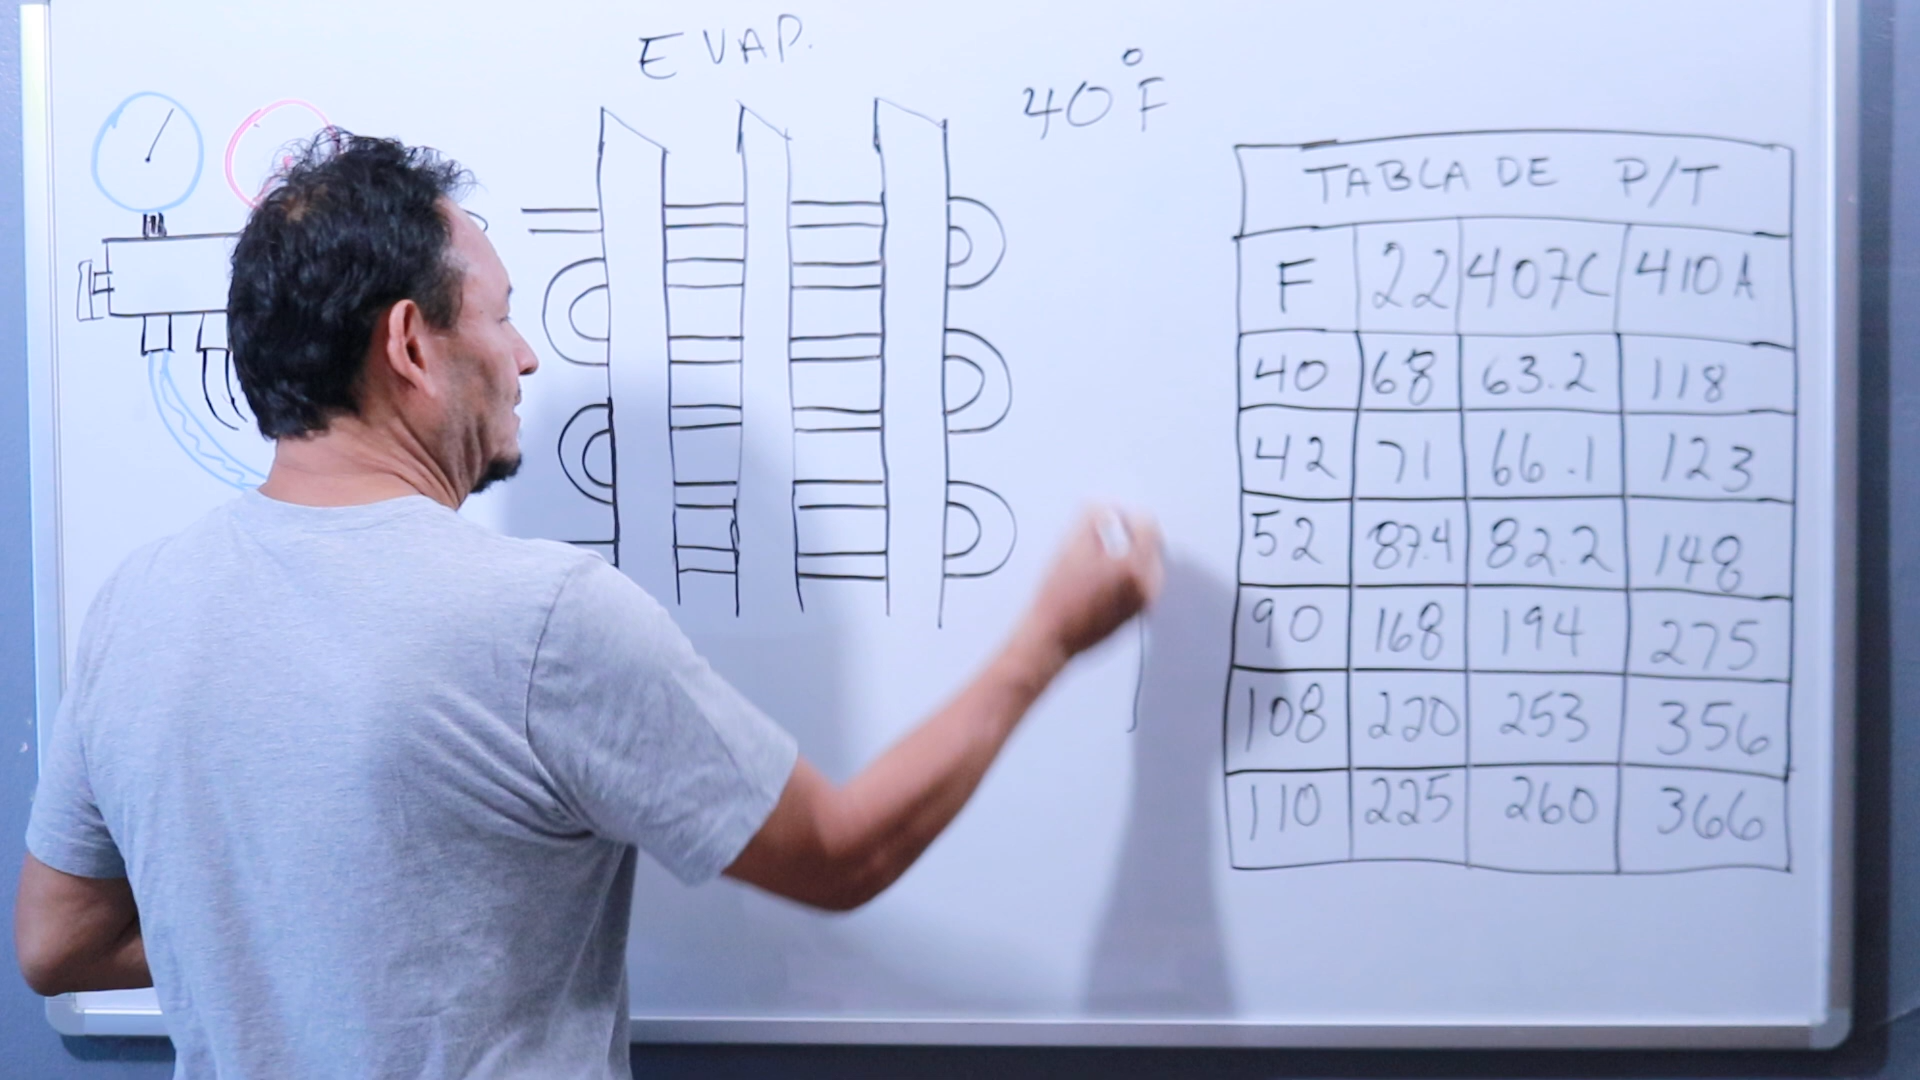 EVAP.
40°F
TABLA DE P/T
F 22 407C 410A
40 68 63.2 118
42 71 66.1 123
52 87.4 82.2 148
90 168 194 275
108 220 253 356
110 225 260 366